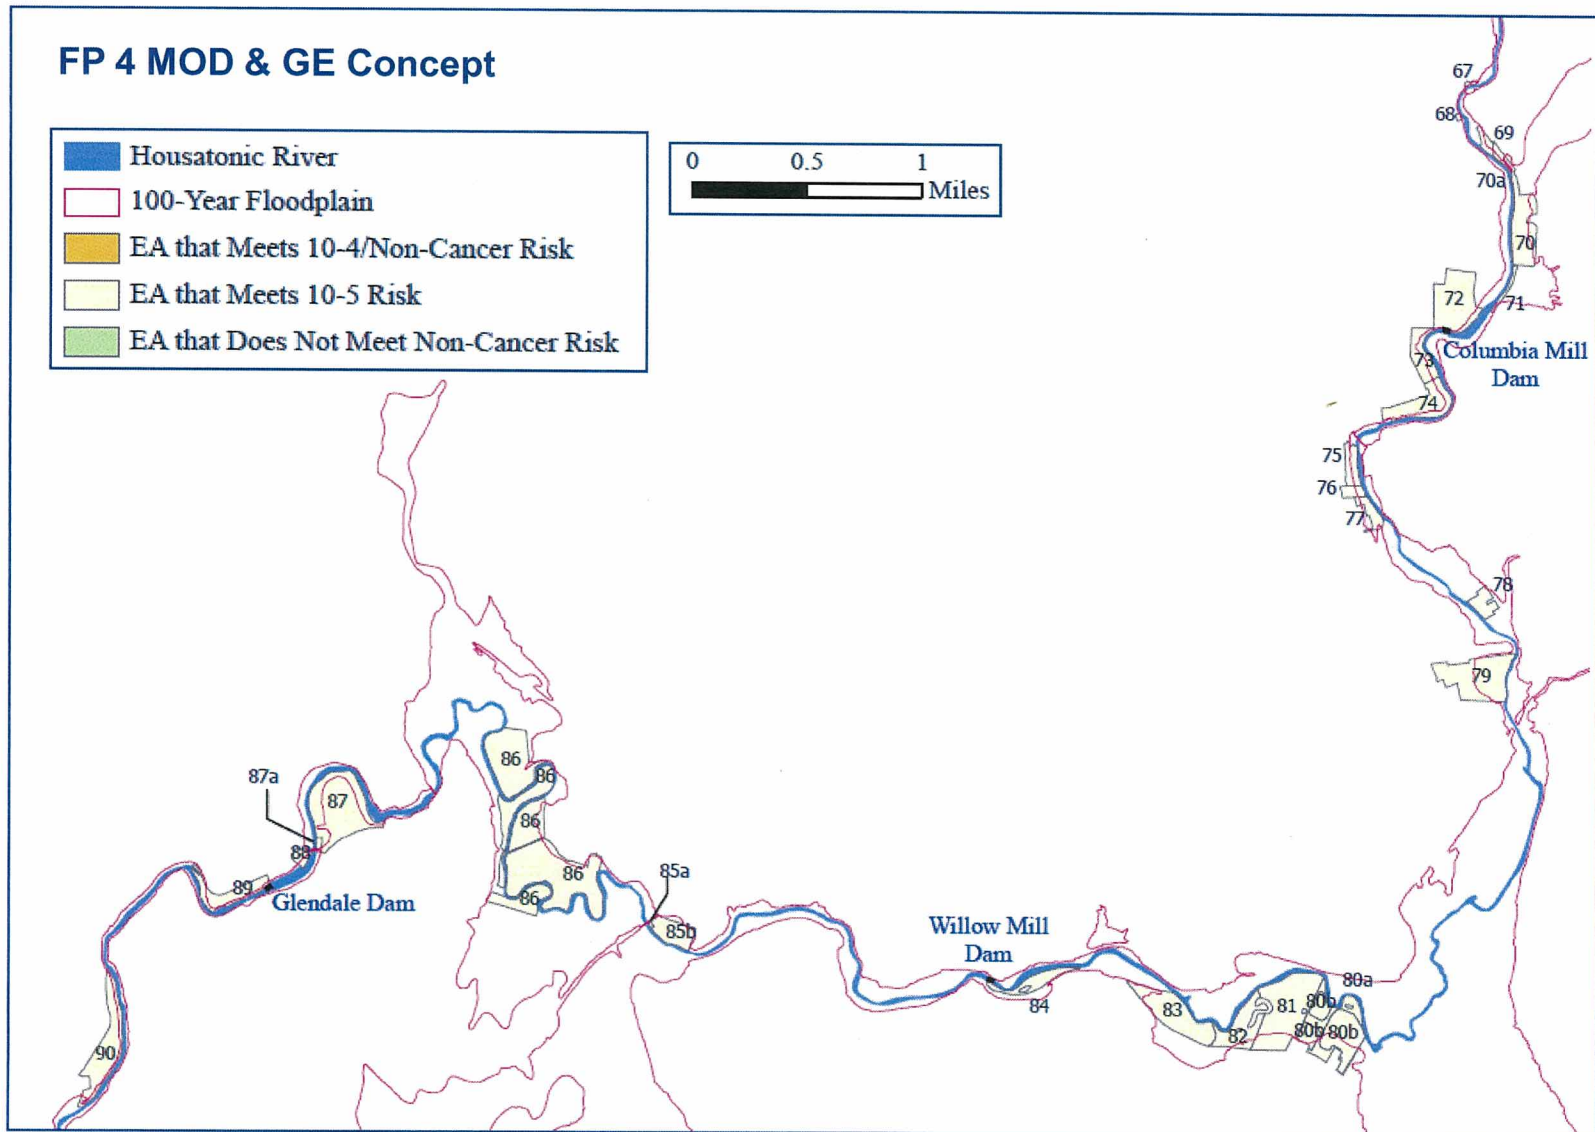 FP 4 MOD & GE Concept
Housatonic River
100-Year Floodplain
EA that Meets 10-4/Non-Cancer Risk
EA that Meets 10-5 Risk
EA that Does Not Meet Non-Cancer Risk
0 0.5 1
Miles
67
68
69
70a
70
71
72
Columbia Mill
Dam
73
74
75
76
77
78
79
86
86
86
86
86
87a
87
88
89
Glendale Dam
85a
85b
Willow Mill
Dam
84
83
82
81
80a
80b
80b
80b
90